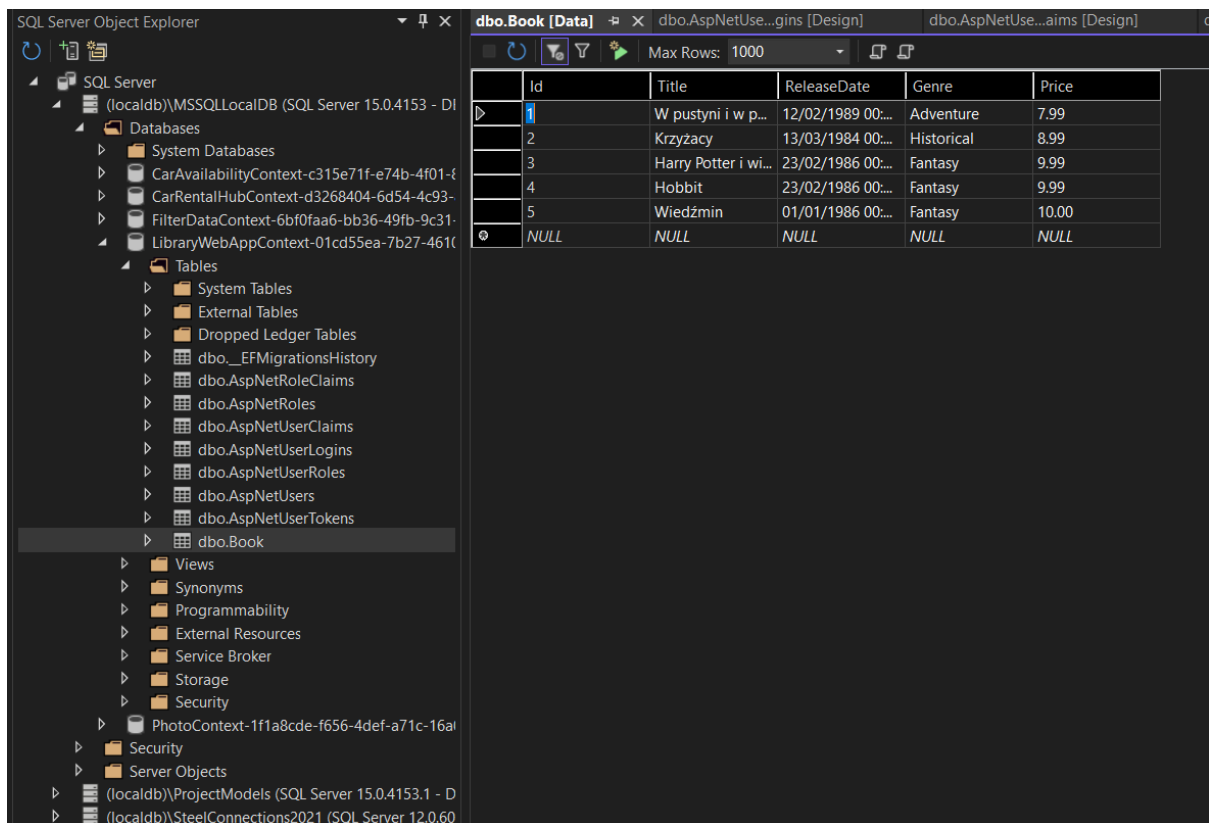 SQL Server Object Explorer
SQL Server
(localdb)\MSSQLLocalDB (SQL Server 15.0.4153 - DI
Databases
System Databases
CarAvailabilityContext-c315e71f-e74b-4f01-8
CarRentalHubContext-d3268404-6d54-4c93-
FilterDataContext-6bf0faa6-bb36-49fb-9c31-
LibraryWebAppContext-01cd55ea-7b27-461(
Tables
System Tables
External Tables
Dropped Ledger Tables
dbo.__EFMigrationsHistory
dbo.AspNetRoleClaims
dbo.AspNetRoles
dbo.AspNetUserClaims
dbo.AspNetUserLogins
dbo.AspNetUserRoles
dbo.AspNetUsers
dbo.AspNetUserTokens
dbo.Book
Views
Synonyms
Programmability
External Resources
Service Broker
Storage
Security
PhotoContext-1f1a8cde-f656-4def-a71c-16a
Security
Server Objects
(localdb)\ProjectModels (SQL Server 15.0.4153.1 - D
(localdb)\SteelConnections2021 (SQL Server 12.0.60
dbo.Book [Data] dbo.AspNetUse...gins [Design] dbo.AspNetUse...aims [Design]
Max Rows: 1000
Id Title ReleaseDate Genre Price
1 W pustyni i w p... 12/02/1989 00:... Adventure 7.99
2 Krzyżacy 13/03/1984 00:... Historical 8.99
3 Harry Potter i wi... 23/02/1986 00:... Fantasy 9.99
4 Hobbit 23/02/1986 00:... Fantasy 9.99
5 Wiedźmin 01/01/1986 00:... Fantasy 10.00
NULL NULL NULL NULL NULL